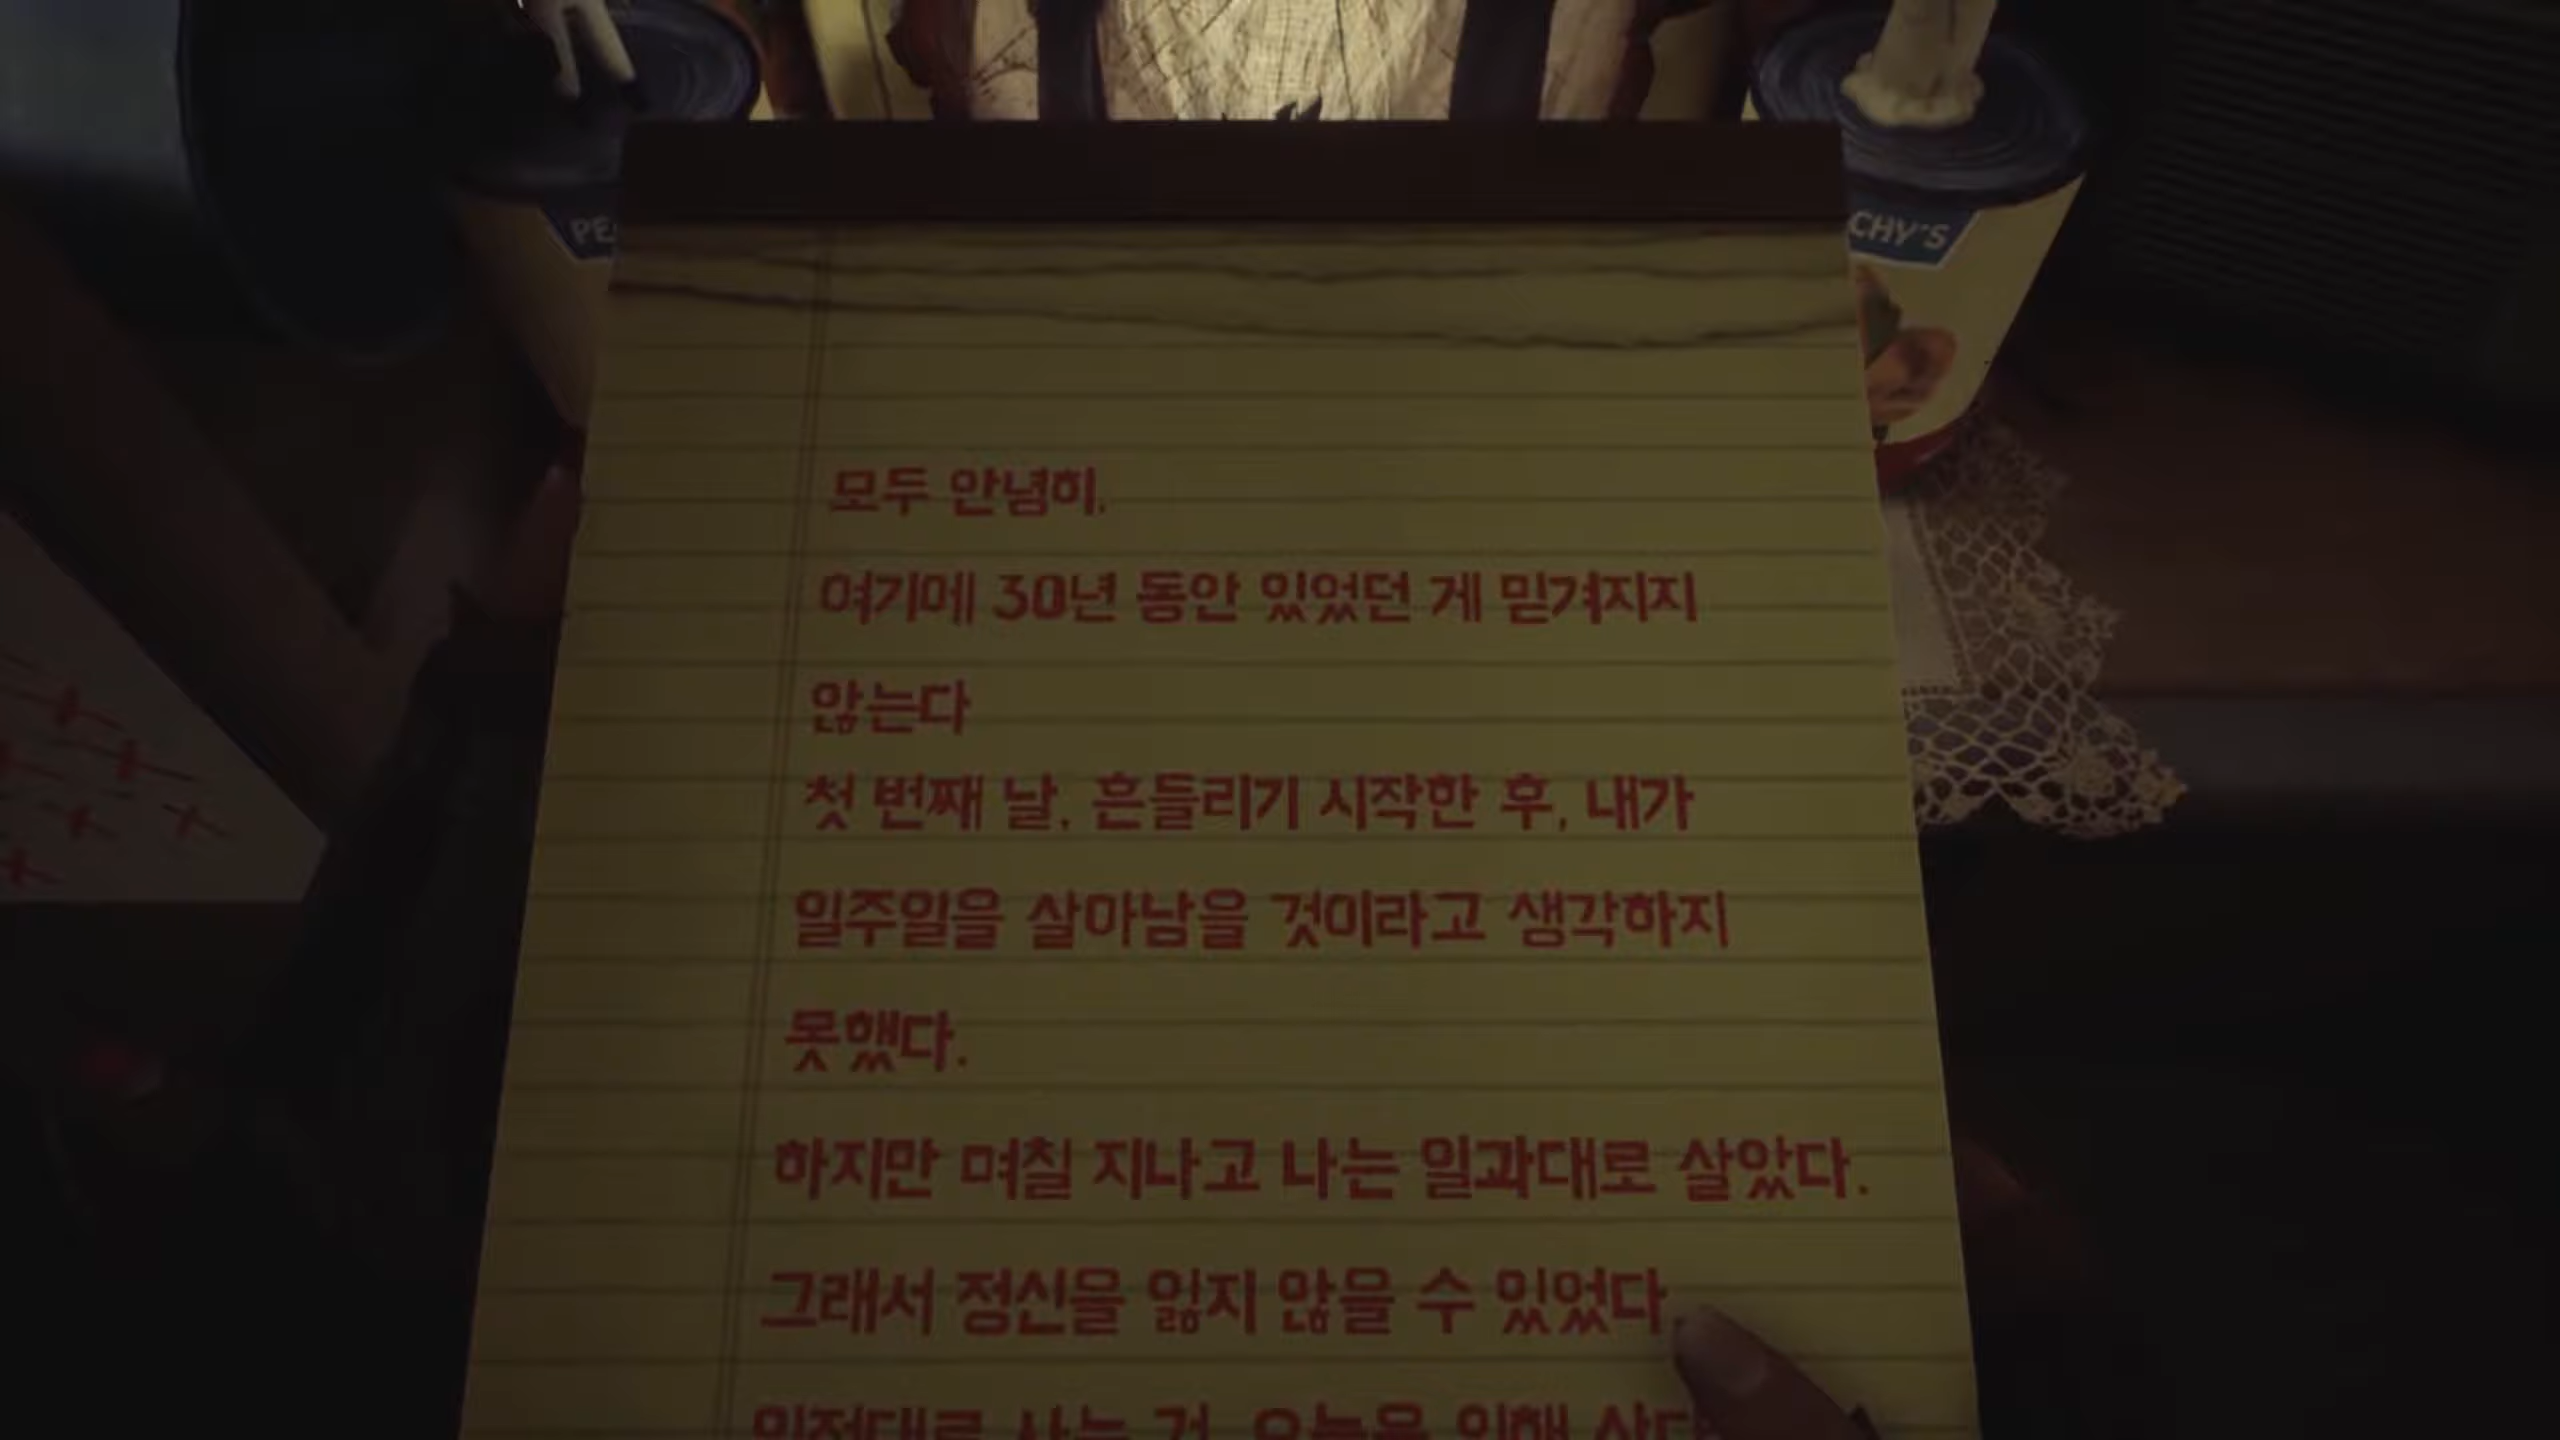 PE
CHY'S
모두 안녕히.
여기에 30년 동안 있었던 게 믿겨지지
않는다
첫 번째 날, 흔들리기 시작한 후, 내가
일주일을 살아남을 것이라고 생각하지
못했다.
하지만 며칠 지나고 나는 일과대로 살았다.
그래서 정신을 잃지 않을 수 있었다